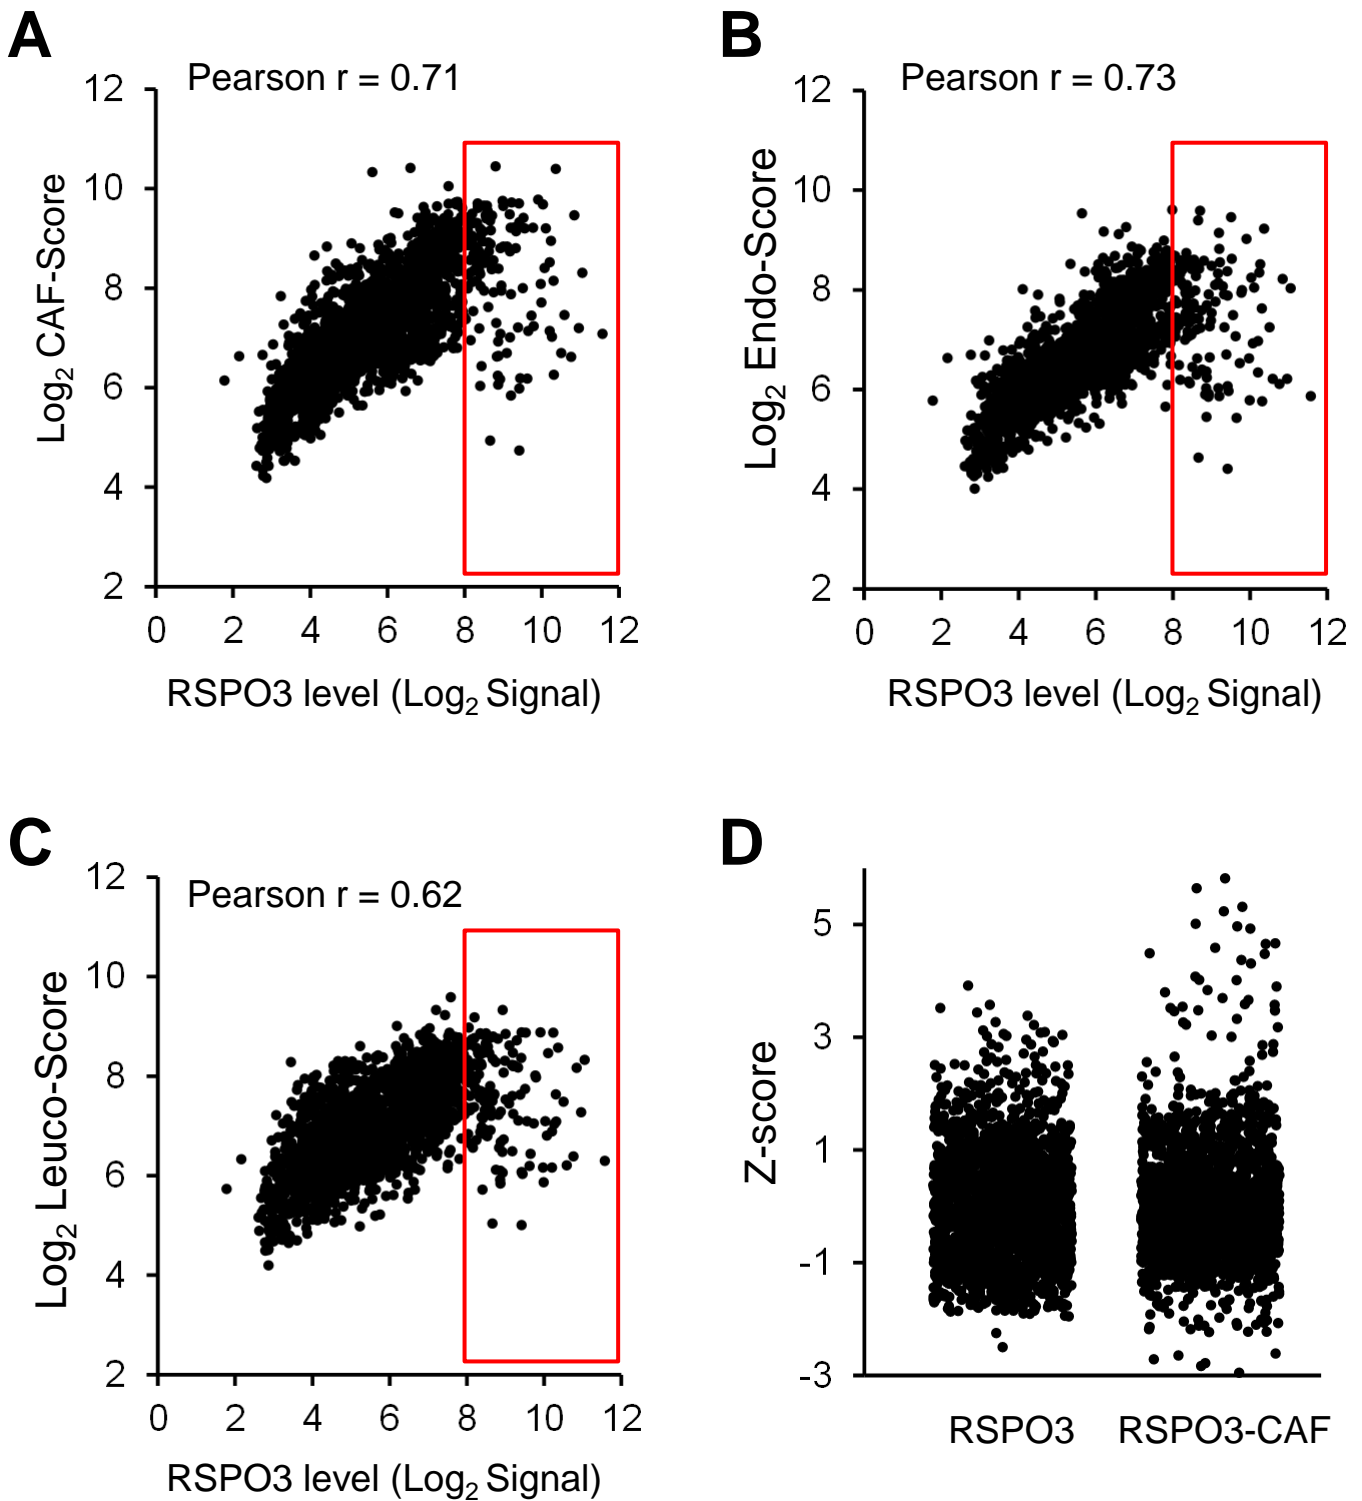 A
Pearson r = 0.71
12
10
8
6
4
2
Log2 CAF-Score
0 2 4 6 8 10 12
RSPO3 level (Log2 Signal)
B
Pearson r = 0.73
12
10
8
6
4
2
Log2 Endo-Score
0 2 4 6 8 10 12
RSPO3 level (Log2 Signal)
C
Pearson r = 0.62
12
10
8
6
4
2
Log2 Leuco-Score
0 2 4 6 8 10 12
RSPO3 level (Log2 Signal)
D
5
3
1
-1
-3
Z-score
RSPO3 RSPO3-CAF